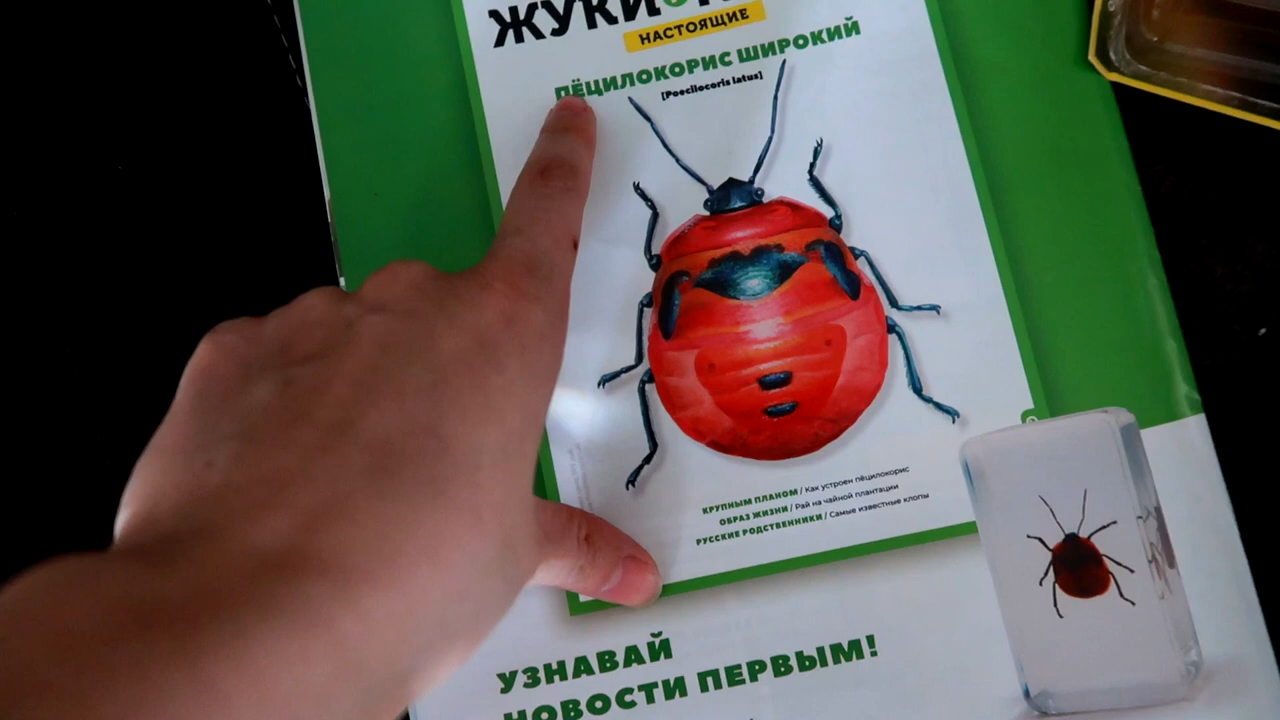 НАСТОЯЩИЕ
ПЁЦИЛОКОРИС ШИРОКИЙ
[Poecilocoris latus]
КРУПНЫМ ПЛАНОМ / Как устроен пёцилокорис
ОБРАЗ ЖИЗНИ / Рай на чайной плантации
РУССКИЕ РОДСТВЕННИКИ / Самые известные клопы
УЗНАВАЙ
НОВОСТИ ПЕРВЫМ!